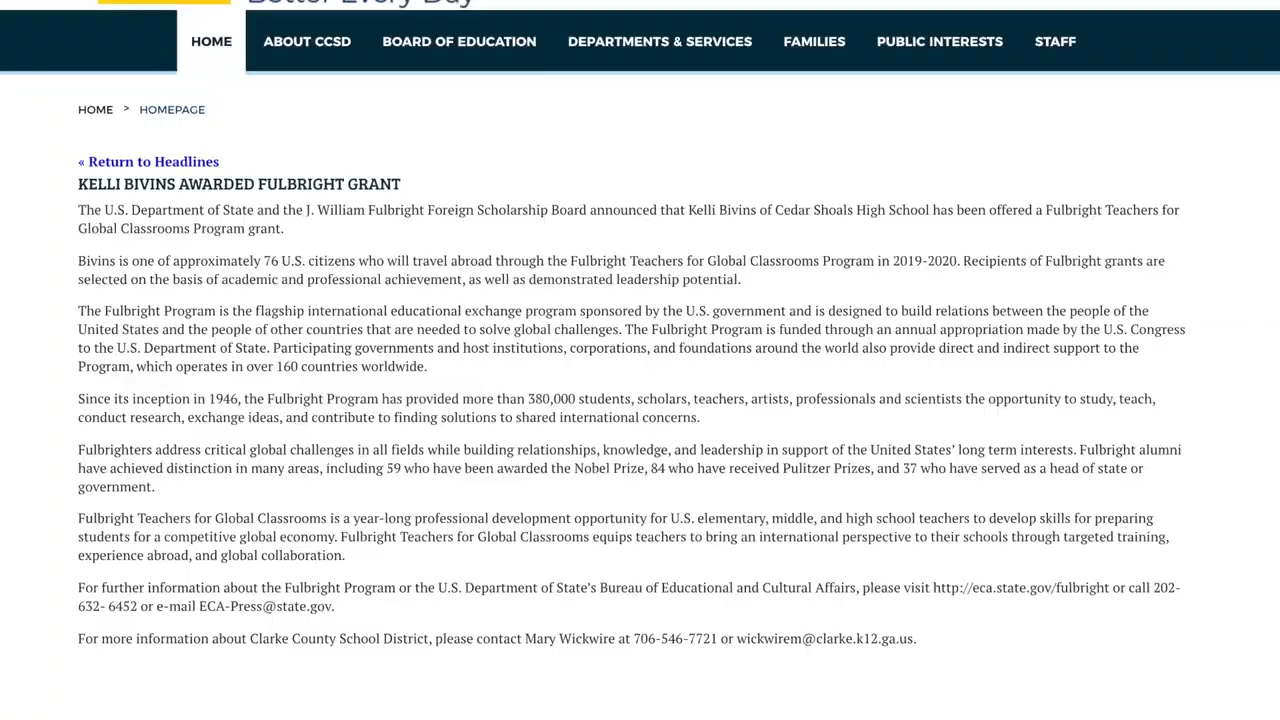 Better Every Day
HOME ABOUT CCSD BOARD OF EDUCATION DEPARTMENTS & SERVICES FAMILIES PUBLIC INTERESTS STAFF
HOME > HOMEPAGE
« Return to Headlines
KELLI BIVINS AWARDED FULBRIGHT GRANT
The U.S. Department of State and the J. William Fulbright Foreign Scholarship Board announced that Kelli Bivins of Cedar Shoals High School has been offered a Fulbright Teachers for
Global Classrooms Program grant.
Bivins is one of approximately 76 U.S. citizens who will travel abroad through the Fulbright Teachers for Global Classrooms Program in 2019-2020. Recipients of Fulbright grants are
selected on the basis of academic and professional achievement, as well as demonstrated leadership potential.
The Fulbright Program is the flagship international educational exchange program sponsored by the U.S. government and is designed to build relations between the people of the
United States and the people of other countries that are needed to solve global challenges. The Fulbright Program is funded through an annual appropriation made by the U.S. Congress
to the U.S. Department of State. Participating governments and host institutions, corporations, and foundations around the world also provide direct and indirect support to the
Program, which operates in over 160 countries worldwide.
Since its inception in 1946, the Fulbright Program has provided more than 380,000 students, scholars, teachers, artists, professionals and scientists the opportunity to study, teach,
conduct research, exchange ideas, and contribute to finding solutions to shared international concerns.
Fulbrighters address critical global challenges in all fields while building relationships, knowledge, and leadership in support of the United States' long term interests. Fulbright alumni
have achieved distinction in many areas, including 59 who have been awarded the Nobel Prize, 84 who have received Pulitzer Prizes, and 37 who have served as a head of state or
government.
Fulbright Teachers for Global Classrooms is a year-long professional development opportunity for U.S. elementary, middle, and high school teachers to develop skills for preparing
students for a competitive global economy. Fulbright Teachers for Global Classrooms equips teachers to bring an international perspective to their schools through targeted training,
experience abroad, and global collaboration.
For further information about the Fulbright Program or the U.S. Department of State's Bureau of Educational and Cultural Affairs, please visit http://eca.state.gov/fulbright or call 202-
632- 6452 or e-mail ECA-Press@state.gov.
For more information about Clarke County School District, please contact Mary Wickwire at 706-546-7721 or wickwirem@clarke.k12.ga.us.